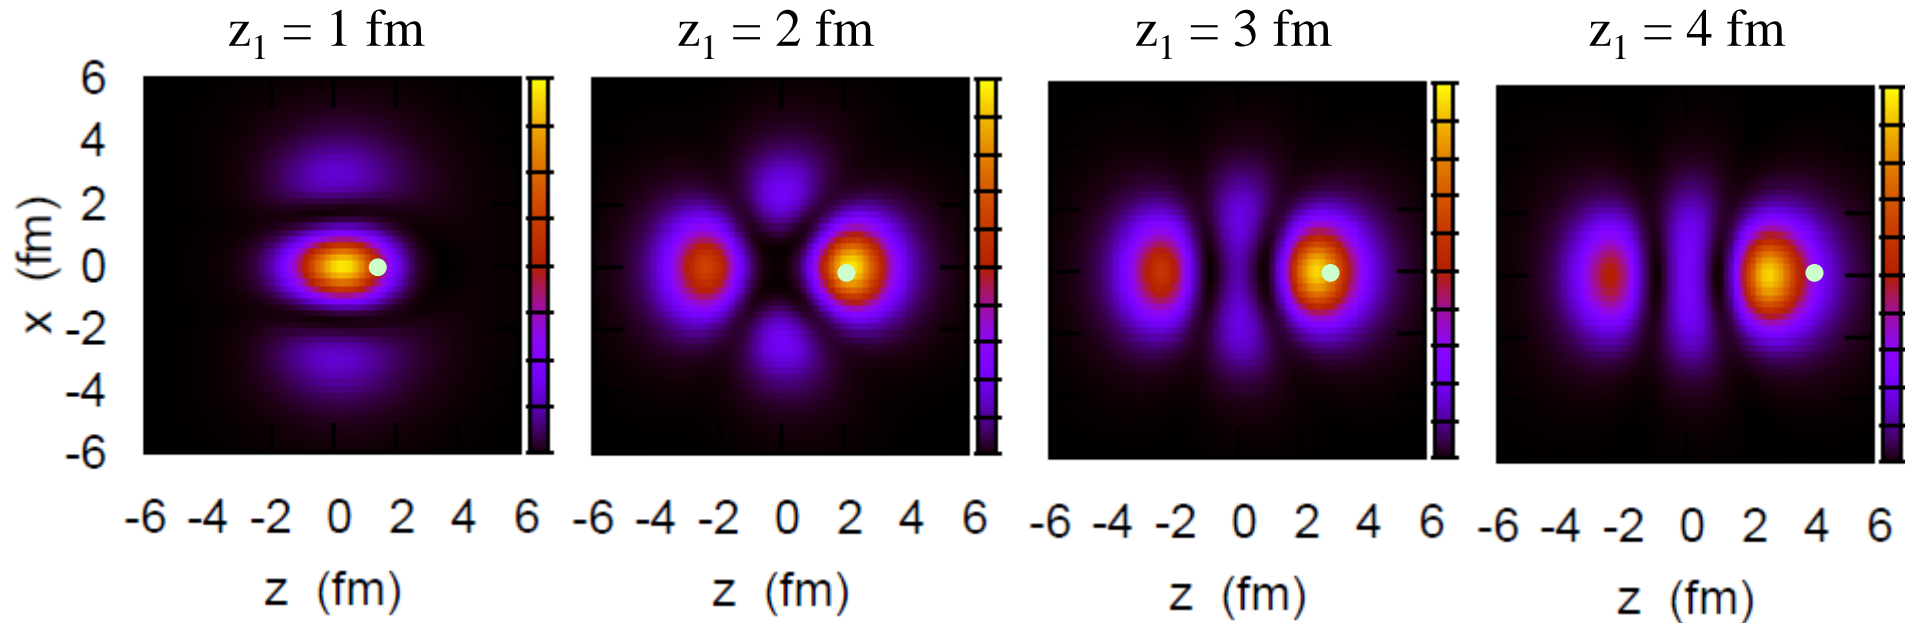 z₁ = 1 fm z₁ = 2 fm z₁ = 3 fm z₁ = 4 fm
6
4
2
0
-2
-4
-6
x (fm)
-6 -4 -2 0 2 4 6 -6 -4 -2 0 2 4 6 -6 -4 -2 0 2 4 6 -6 -4 -2 0 2 4 6
z (fm) z (fm) z (fm) z (fm)